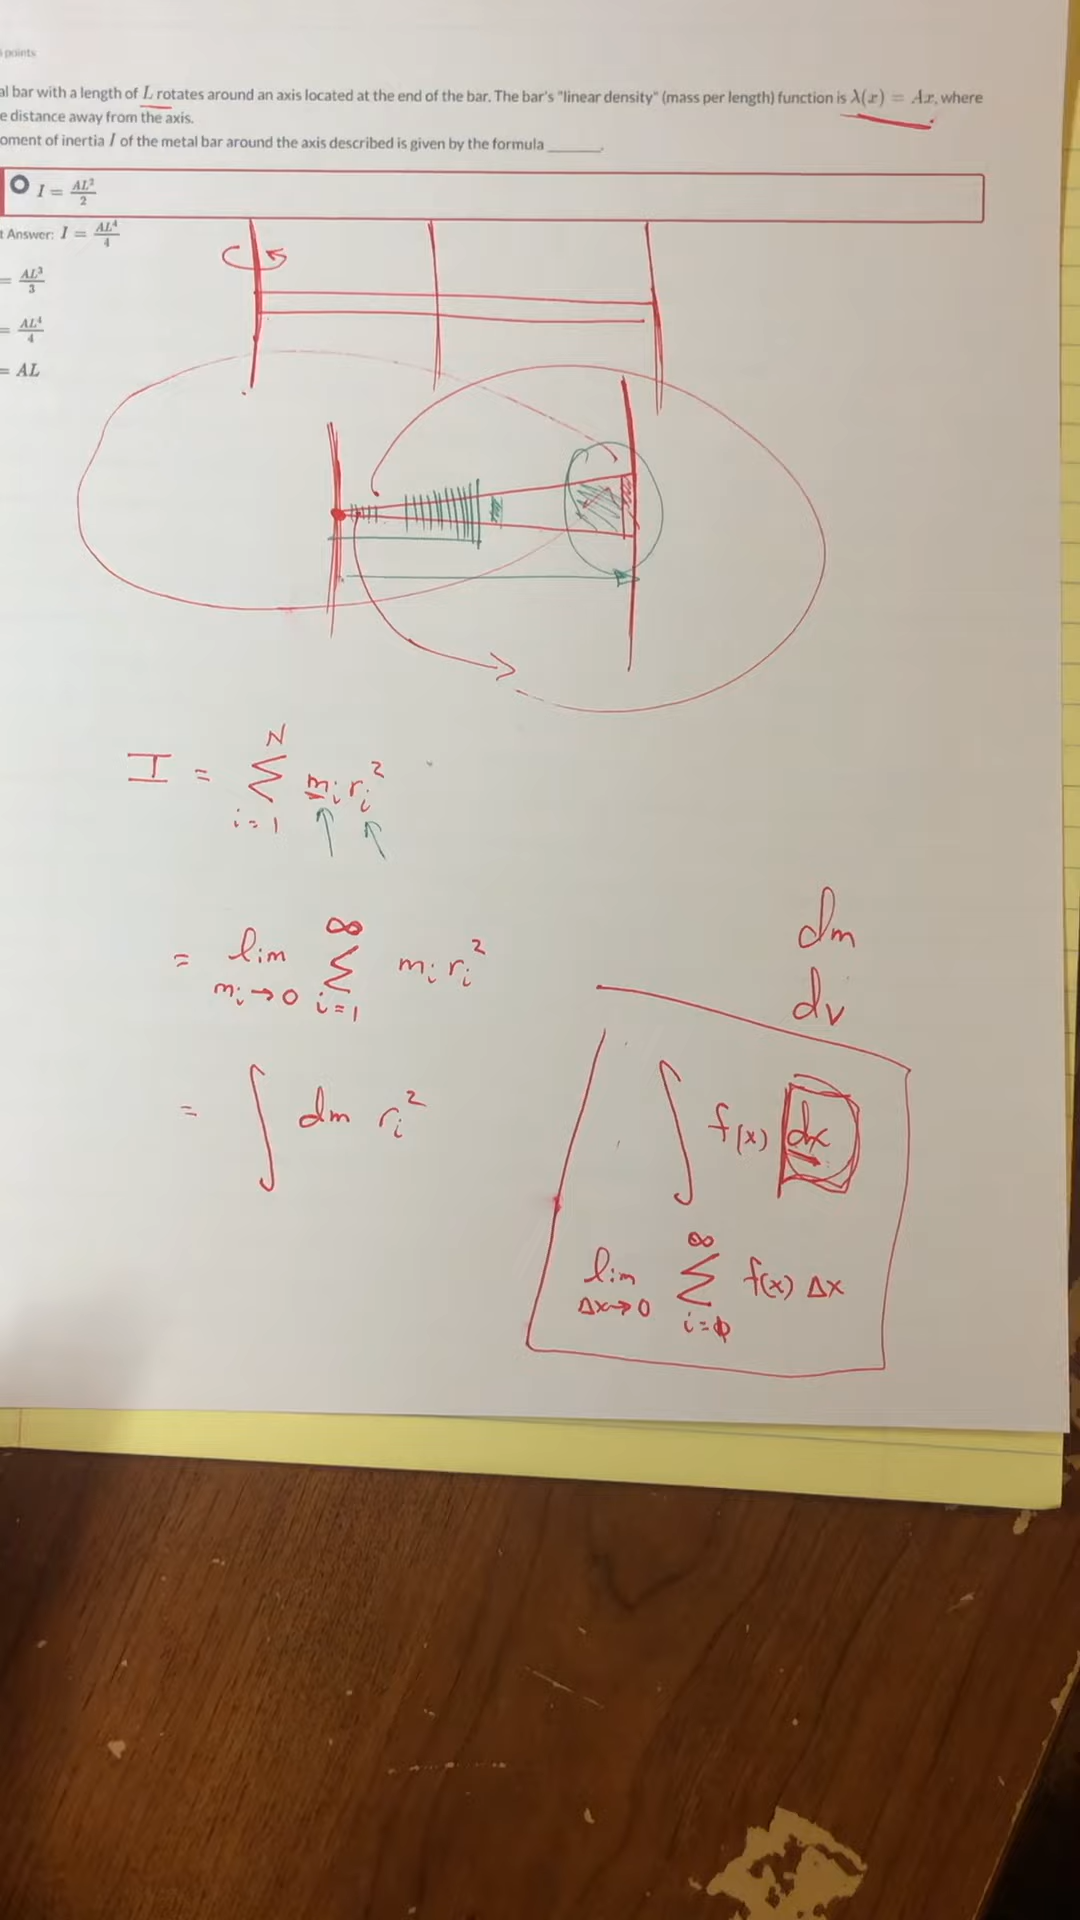 points
al bar with a length of L rotates around an axis located at the end of the bar. The bar's "linear density" (mass per length) function is λ(x) = Ax, where
e distance away from the axis.
oment of inertia I of the metal bar around the axis described is given by the formula ______.
I = AL²/2
t Answer: I = AL⁴/4
= AL³/3
= AL⁴/4
= AL
I = Σ_{i=1}^{N} mᵢ rᵢ²
= lim_{mᵢ→0} Σ_{i=1}^{∞} mᵢ rᵢ²
= ∫ dm rᵢ²
dm
dv
∫ f(x) dx
lim_{Δx→0} Σ_{i=0}^{∞} f(x) Δx